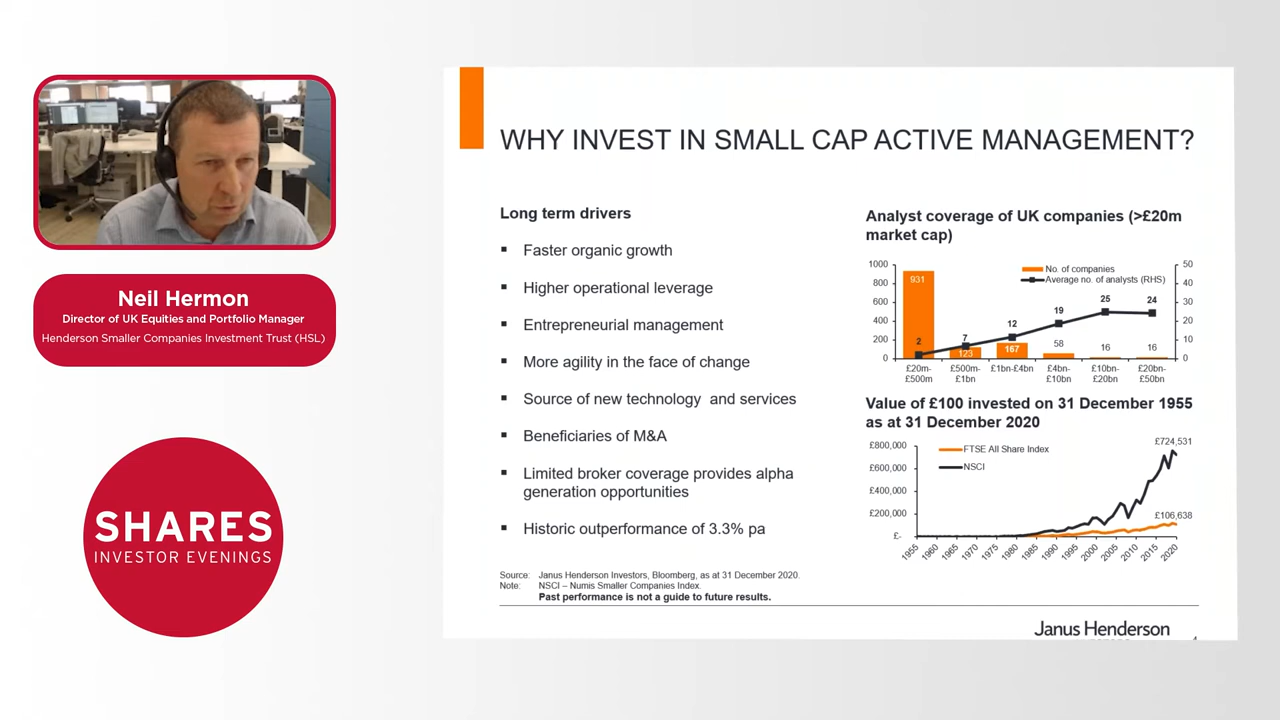 Neil Hermon
Director of UK Equities and Portfolio Manager
Henderson Smaller Companies Investment Trust (HSL)
SHARES
INVESTOR EVENINGS
WHY INVEST IN SMALL CAP ACTIVE MANAGEMENT?
Long term drivers
▪ Faster organic growth
▪ Higher operational leverage
▪ Entrepreneurial management
▪ More agility in the face of change
▪ Source of new technology and services
▪ Beneficiaries of M&A
▪ Limited broker coverage provides alpha
generation opportunities
▪ Historic outperformance of 3.3% pa
Analyst coverage of UK companies (>£20m
market cap)
1000 800 600 400 200 0
No. of companies
Average no. of analysts (RHS)
50 40 30 20 10 0
931 123 167 58 16 16
2 7 12 19 25 24
£20m-
£500m
£500m-
£1bn
£1bn-£4bn
£4bn-
£10bn
£10bn-
£20bn
£20bn-
£50bn
Value of £100 invested on 31 December 1955
as at 31 December 2020
£800,000
£600,000
£400,000
£200,000
£-
FTSE All Share Index
NSCI
£724,531
£106,638
1955 1960 1965 1970 1975 1980 1985 1990 1995 2000 2005 2010 2015 2020
Source: Janus Henderson Investors, Bloomberg, as at 31 December 2020.
Note: NSCI – Numis Smaller Companies Index.
Past performance is not a guide to future results.
Janus Henderson